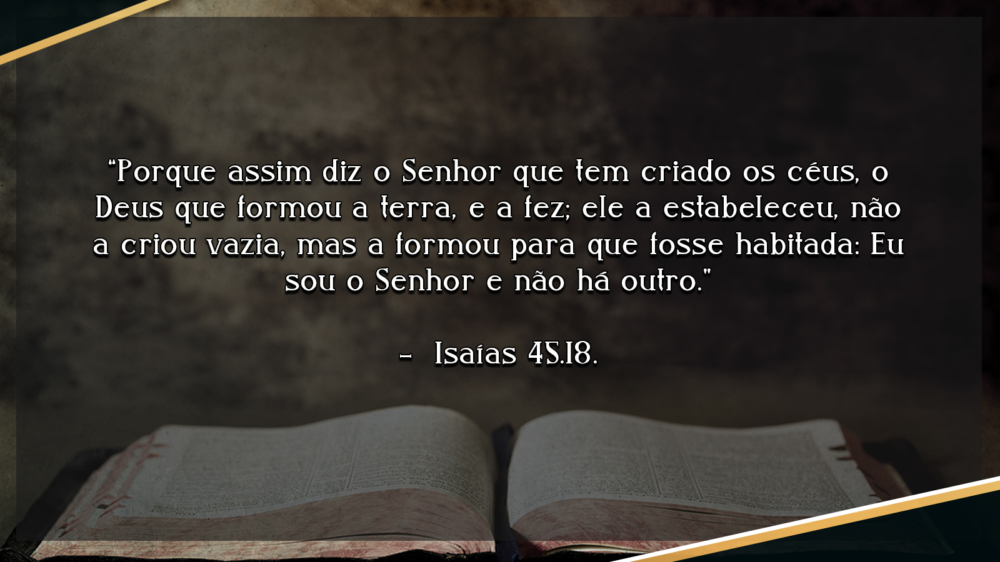 “Porque assim diz o Senhor que tem criado os céus, o
Deus que formou a terra, e a fez; ele a estabeleceu, não
a criou vazia, mas a formou para que fosse habitada: Eu
sou o Senhor e não há outro."
- Isaías 45.18.